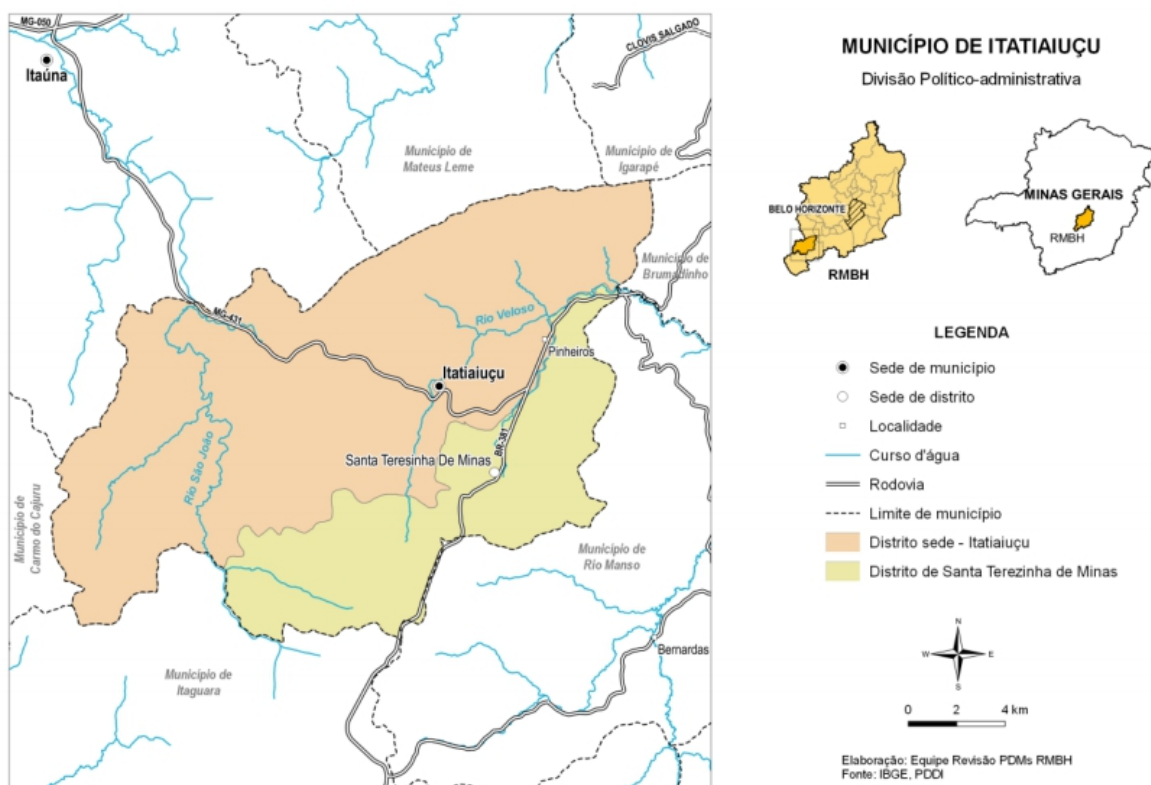 MG-050
Itaúna
CLOVIS SALGADO
Município de
Mateus Leme
Município de
Igarapé
Município de
Brumadinho
MG-431
Rio Veloso
Pinheiros
Itatiaiuçu
BR-381
Santa Teresinha De Minas
Rio São João
Município de
Carmo do Cajuru
Município de
Rio Manso
Bernardas
Município de
Itaguara
MUNICÍPIO DE ITATIAIUÇU
Divisão Político-administrativa
BELO HORIZONTE
RMBH
MINAS GERAIS
RMBH
LEGENDA
Sede de município
Sede de distrito
Localidade
Curso d'água
Rodovia
Limite de município
Distrito sede - Itatiaiuçu
Distrito de Santa Terezinha de Minas
N
W E
S
0 2 4 km
Elaboração: Equipe Revisão PDMs RMBH
Fonte: IBGE, PDDI